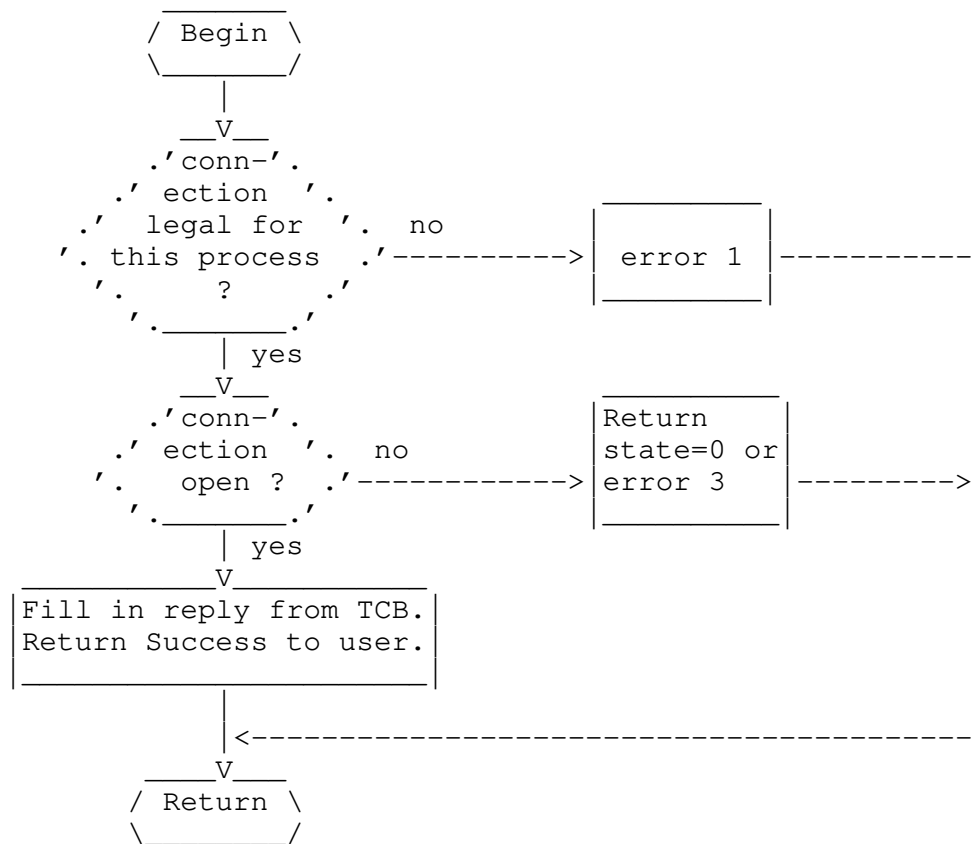 Begin
conn-
ection
legal for
no
this process
error 1
?
yes
conn-
Return
ection
no
state=0 or
open ?
error 3
yes
Fill in reply from TCB.
Return Success to user.
Return